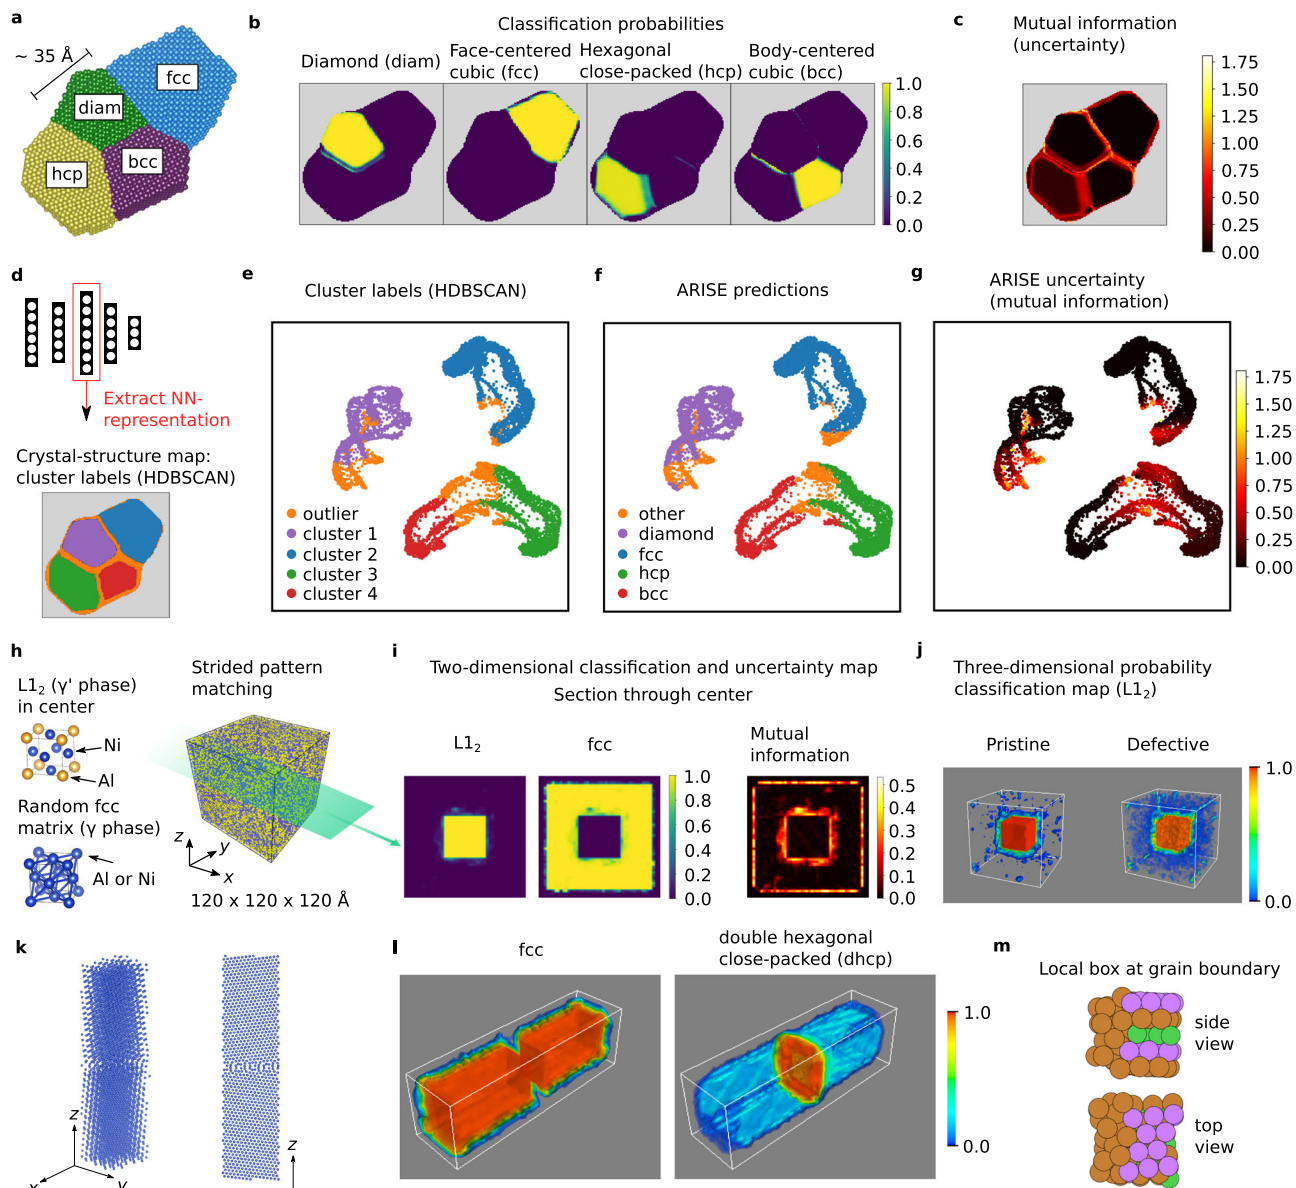 a
~ 35 Å
fcc
diam
hcp
bcc
b
Classification probabilities
Diamond (diam)
Face-centered
cubic (fcc)
Hexagonal
close-packed (hcp)
Body-centered
cubic (bcc)
1.0
0.8
0.6
0.4
0.2
0.0
c
Mutual information
(uncertainty)
1.75
1.50
1.25
1.00
0.75
0.50
0.25
0.00
d
Extract NN-
representation
Crystal-structure map:
cluster labels (HDBSCAN)
e
Cluster labels (HDBSCAN)
outlier
cluster 1
cluster 2
cluster 3
cluster 4
f
ARISE predictions
other
diamond
fcc
hcp
bcc
g
ARISE uncertainty
(mutual information)
1.75
1.50
1.25
1.00
0.75
0.50
0.25
0.00
h
L1₂ (γ' phase)
in center
Ni
Al
Random fcc
matrix (γ phase)
Al or Ni
Strided pattern
matching
z
y
x
120 x 120 x 120 Å
i
Two-dimensional classification and uncertainty map
Section through center
L1₂
fcc
1.0
0.8
0.6
0.4
0.2
0.0
Mutual
information
0.5
0.4
0.3
0.2
0.1
0.0
j
Three-dimensional probability
classification map (L1₂)
Pristine
Defective
1.0
0.0
k
z
x
y
z
l
fcc
double hexagonal
close-packed (dhcp)
1.0
0.0
m
Local box at grain boundary
side
view
top
view